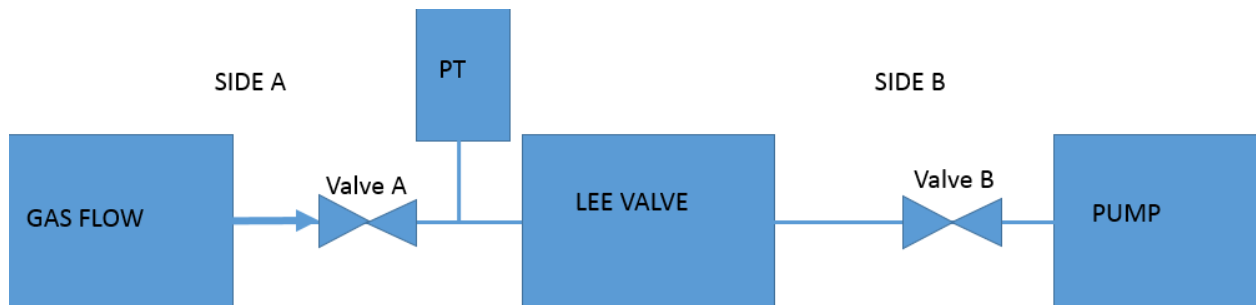 SIDE A
PT
SIDE B
GAS FLOW
Valve A
LEE VALVE
Valve B
PUMP